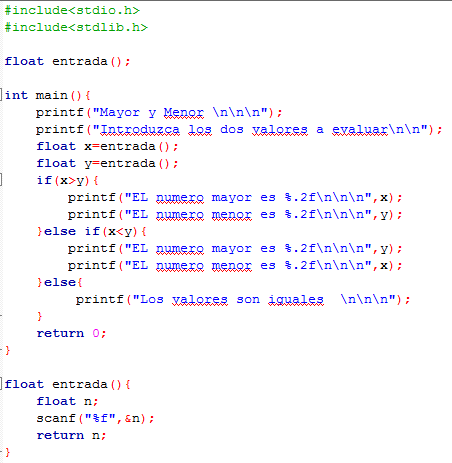 #include<stdio.h>
#include<stdlib.h>
float entrada();
int main(){
printf("Mayor y Menor \n\n\n");
printf("Introduzca los dos valores a evaluar\n\n");
float x=entrada();
float y=entrada();
if(x>y){
printf("EL numero mayor es %.2f\n\n\n",x);
printf("EL numero menor es %.2f\n\n\n",y);
}else if(x<y){
printf("EL numero mayor es %.2f\n\n\n",y);
printf("EL numero menor es %.2f\n\n\n",x);
}else{
printf("Los valores son iguales  \n\n\n");
}
return 0;
}
float entrada(){
float n;
scanf("%f",&n);
return n;
}